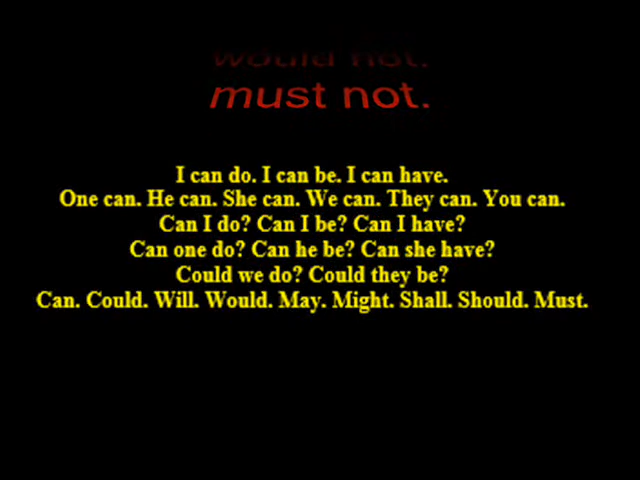 would not.
must not.
I can do. I can be. I can have.
One can. He can. She can. We can. They can. You can.
Can I do? Can I be? Can I have?
Can one do? Can he be? Can she have?
Could we do? Could they be?
Can. Could. Will. Would. May. Might. Shall. Should. Must.